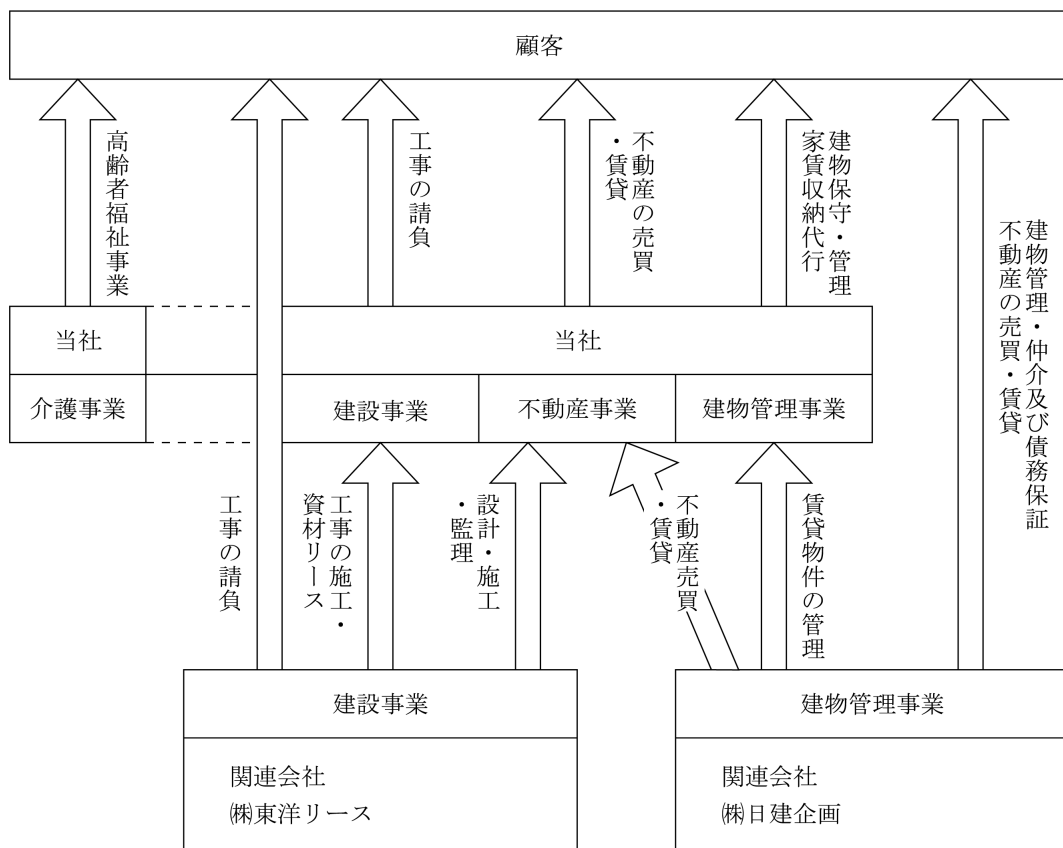 顧客
高齢者福祉事業
工事の請負
不動産の売買
・賃貸
建物保守・管理
家賃収納代行
建物管理・仲介及び債務保証
不動産の売買・賃貸
当社
当社
介護事業
建設事業
不動産事業
建物管理事業
工事の請負
工事の施工・
資材リース
設計・施工
・監理
不動産売買
・賃貸
賃貸物件の管理
建設事業
建物管理事業
関連会社
㈱東洋リース
関連会社
㈱日建企画